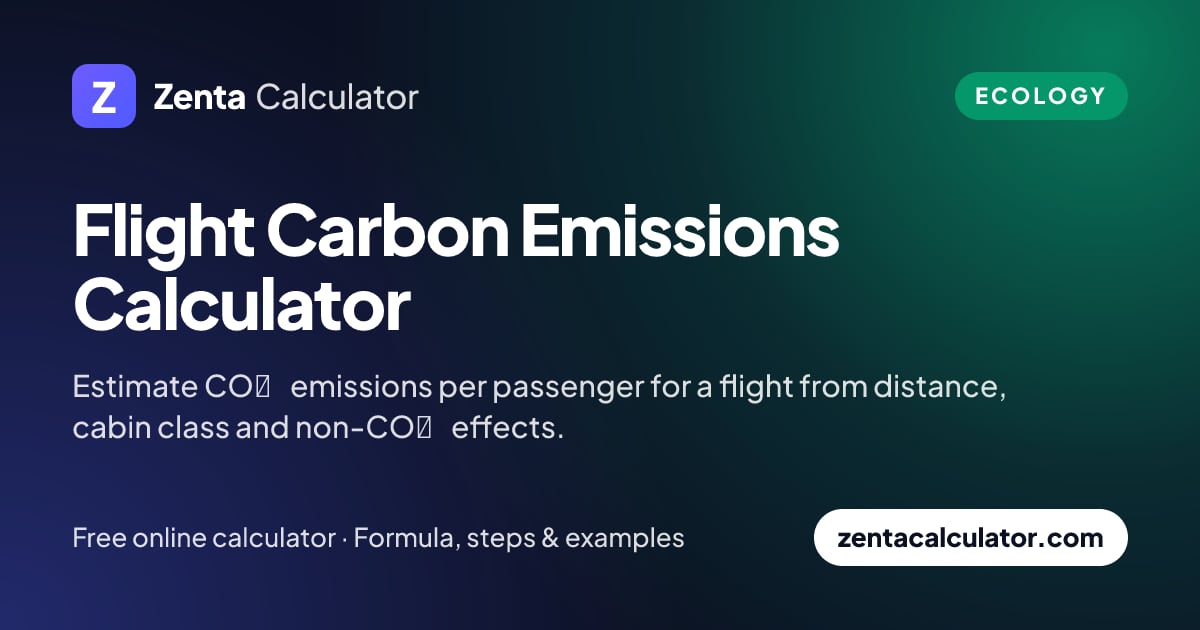 Z Zenta Calculator
ECOLOGY
Flight Carbon Emissions
Calculator
Estimate CO▯ emissions per passenger for a flight from distance,
cabin class and non-CO▯ effects.
Free online calculator · Formula, steps & examples
zentacalculator.com